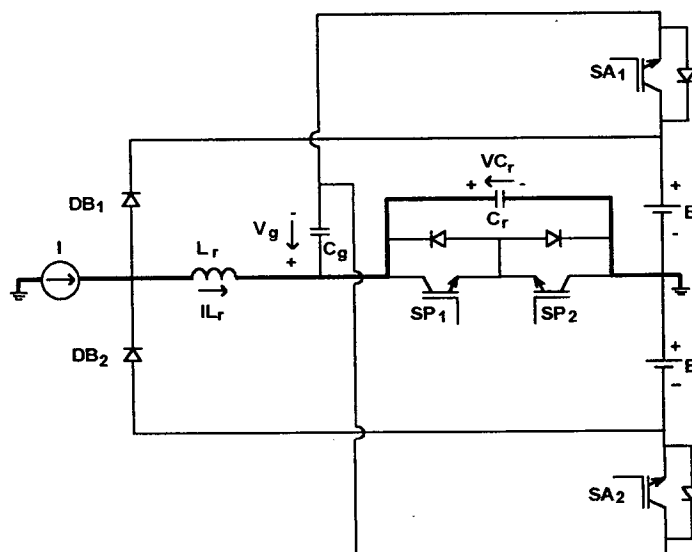 SA1
VCr
+ -
Cr
+
E
-
DB1
I
Lr
ILr
Vg
-
+
Cg
SP1
SP2
DB2
+
E
-
SA2